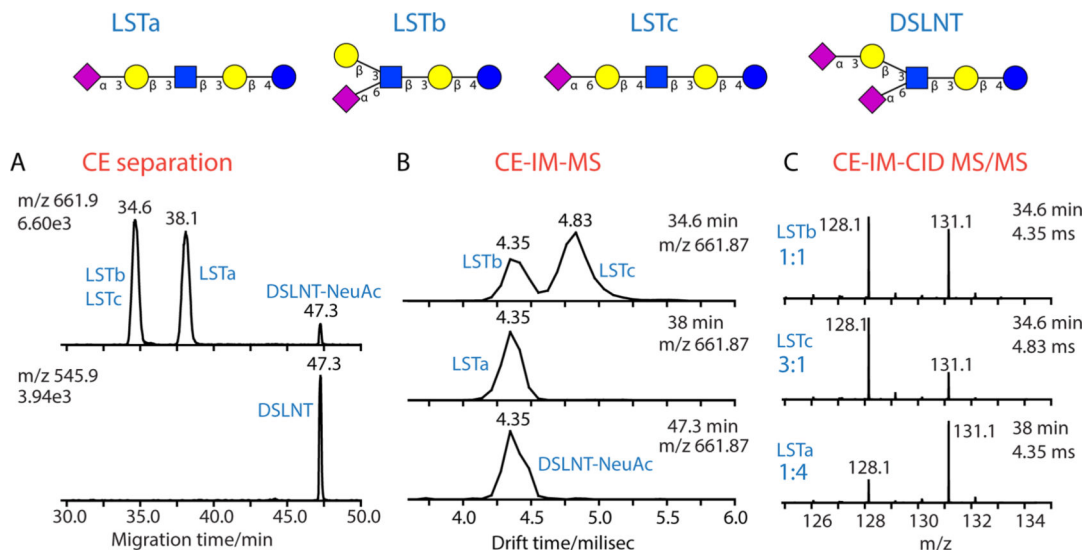 LSTa LSTb LSTc DSLNT
α 3 β 3 β 3 β 4
β 3 α 6 β 3 β 4
α 6 β 4 β 3 β 4
α 3 β 3 α 6 β 3 β 4
A CE separation
m/z 661.9
6.60e3
34.6
38.1
LSTb
LSTc
LSTa
DSLNT-NeuAc
47.3
m/z 545.9
3.94e3
47.3
DSLNT
30.0 35.0 40.0 45.0 50.0
Migration time/min
B CE-IM-MS
34.6 min
m/z 661.87
4.35
4.83
LSTb
LSTc
38 min
m/z 661.87
4.35
LSTa
47.3 min
m/z 661.87
4.35
DSLNT-NeuAc
4.0 4.5 5.0 5.5 6.0
Drift time/milisec
C CE-IM-CID MS/MS
34.6 min
4.35 ms
LSTb
1:1
128.1
131.1
34.6 min
4.83 ms
LSTc
3:1
128.1
131.1
38 min
4.35 ms
LSTa
1:4
128.1
131.1
126 128 130 132 134
m/z